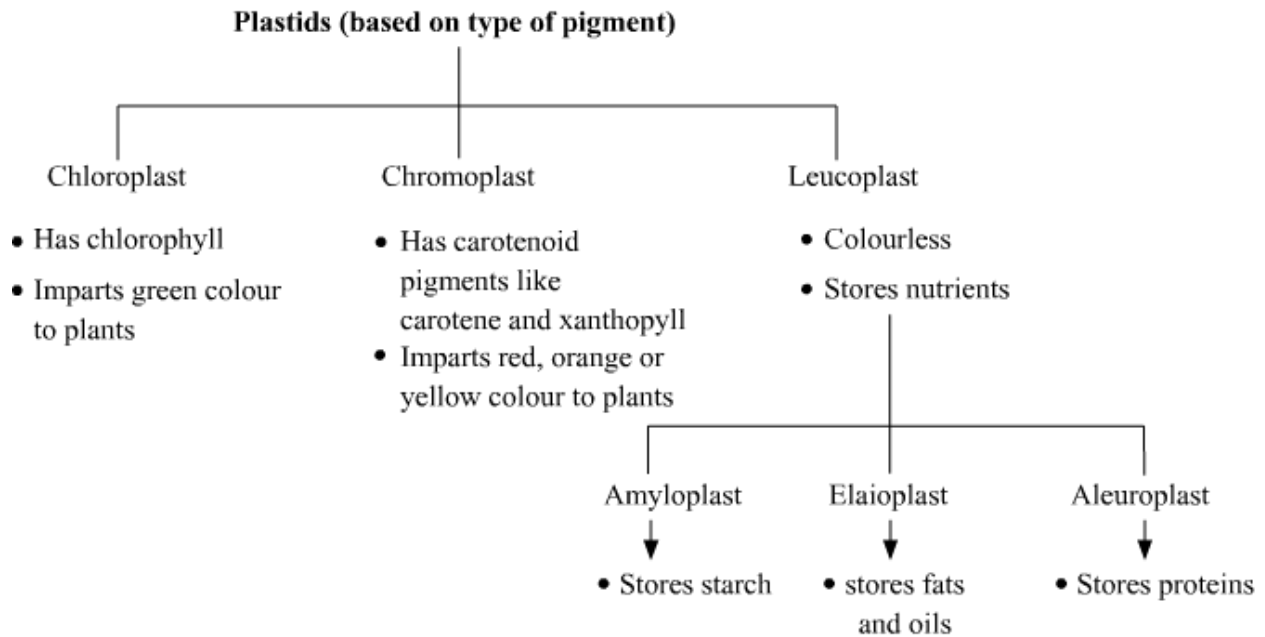 Plastids (based on type of pigment)
Chloroplast
• Has chlorophyll
• Imparts green colour
to plants
Chromoplast
• Has carotenoid
pigments like
carotene and xanthopyll
• Imparts red, orange or
yellow colour to plants
Leucoplast
• Colourless
• Stores nutrients
Amyloplast
• Stores starch
Elaioplast
• stores fats
and oils
Aleuroplast
• Stores proteins